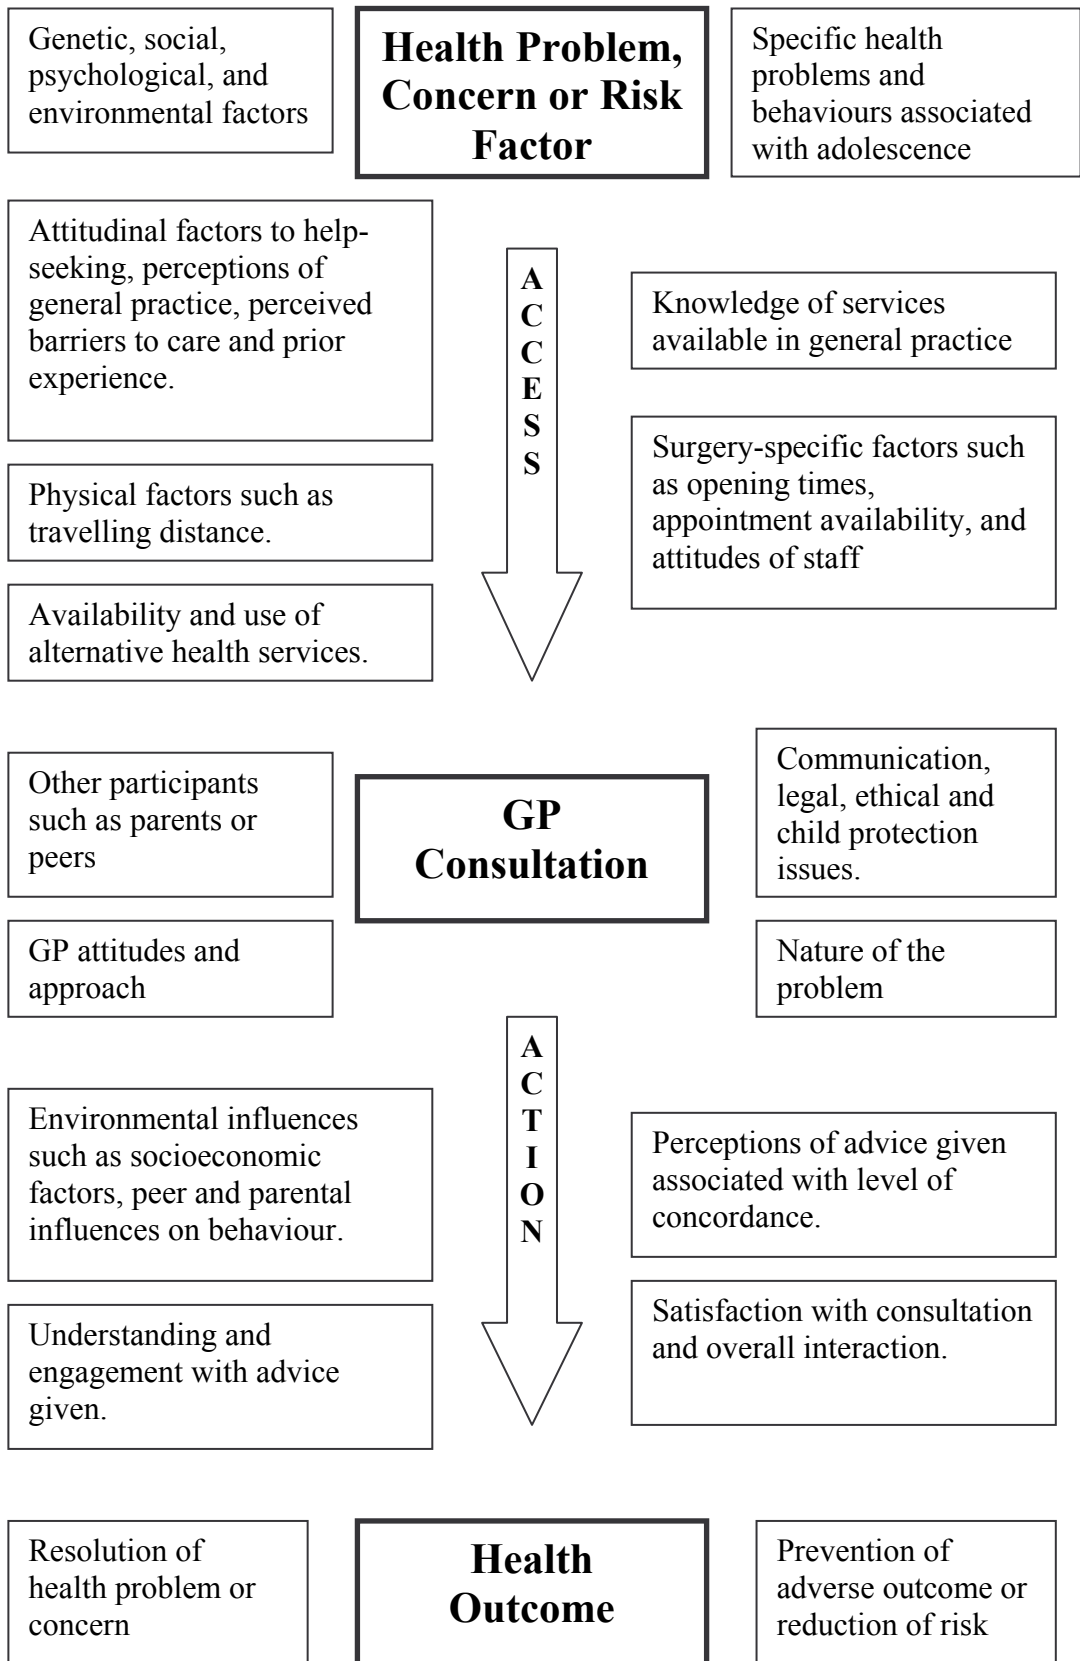 Genetic, social,
psychological, and
environmental factors
Health Problem,
Concern or Risk
Factor
Specific health
problems and
behaviours associated
with adolescence
Attitudinal factors to help-
seeking, perceptions of
general practice, perceived
barriers to care and prior
experience.
Physical factors such as
travelling distance.
Availability and use of
alternative health services.
A
C
C
E
S
S
Knowledge of services
available in general practice
Surgery-specific factors such
as opening times,
appointment availability, and
attitudes of staff
Other participants
such as parents or
peers
GP attitudes and
approach
GP
Consultation
Communication,
legal, ethical and
child protection
issues.
Nature of the
problem
Environmental influences
such as socioeconomic
factors, peer and parental
influences on behaviour.
Understanding and
engagement with advice
given.
A
C
T
I
O
N
Perceptions of advice given
associated with level of
concordance.
Satisfaction with consultation
and overall interaction.
Resolution of
health problem or
concern
Health
Outcome
Prevention of
adverse outcome or
reduction of risk